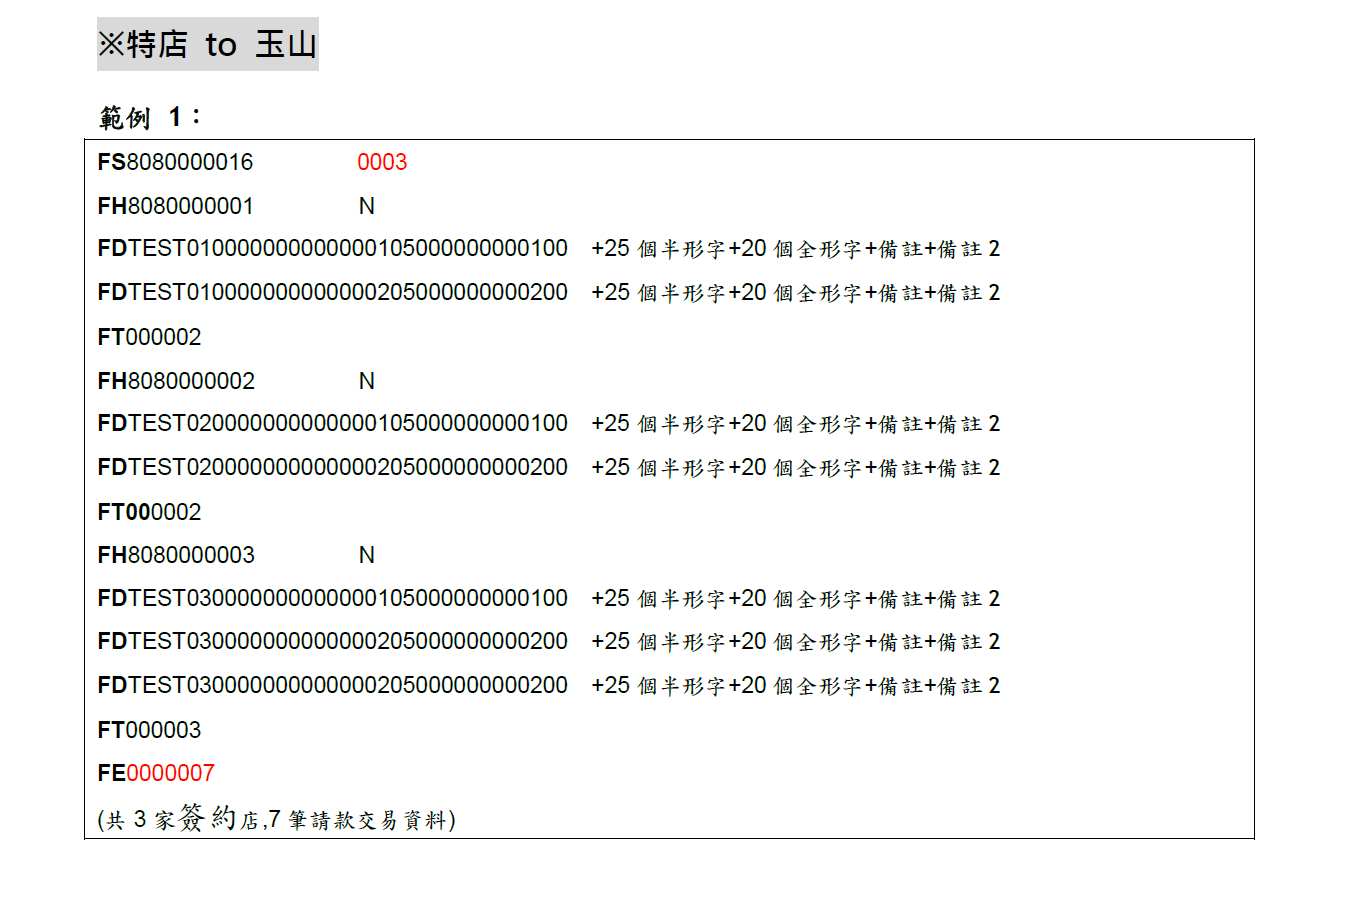 ※特店 to 玉山
範例 1：
FS8080000016 0003
FH8080000001 N
FDTEST010000000000000105000000000100 +25 個半形字+20 個全形字+備註+備註 2
FDTEST010000000000000205000000000200 +25 個半形字+20 個全形字+備註+備註 2
FT000002
FH8080000002 N
FDTEST020000000000000105000000000100 +25 個半形字+20 個全形字+備註+備註 2
FDTEST020000000000000205000000000200 +25 個半形字+20 個全形字+備註+備註 2
FT000002
FH8080000003 N
FDTEST030000000000000105000000000100 +25 個半形字+20 個全形字+備註+備註 2
FDTEST030000000000000205000000000200 +25 個半形字+20 個全形字+備註+備註 2
FDTEST030000000000000205000000000200 +25 個半形字+20 個全形字+備註+備註 2
FT000003
FE0000007
(共 3 家簽約店,7 筆請款交易資料)